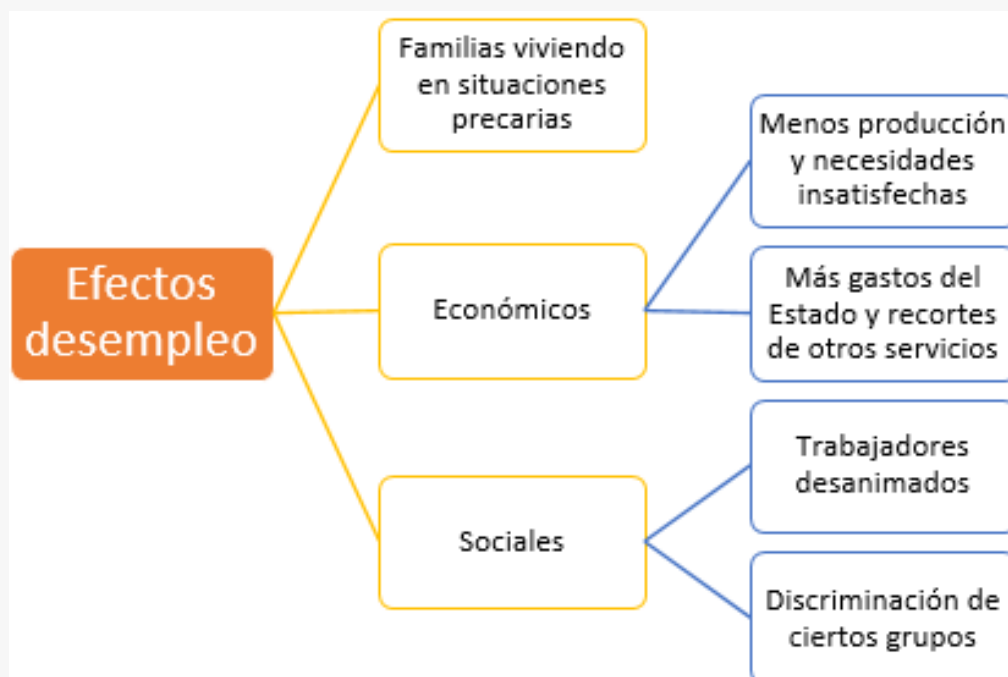 Efectos
desempleo
Familias viviendo
en situaciones
precarias
Económicos
Menos producción
y necesidades
insatisfechas
Más gastos del
Estado y recortes
de otros servicios
Sociales
Trabajadores
desanimados
Discriminación de
ciertos grupos